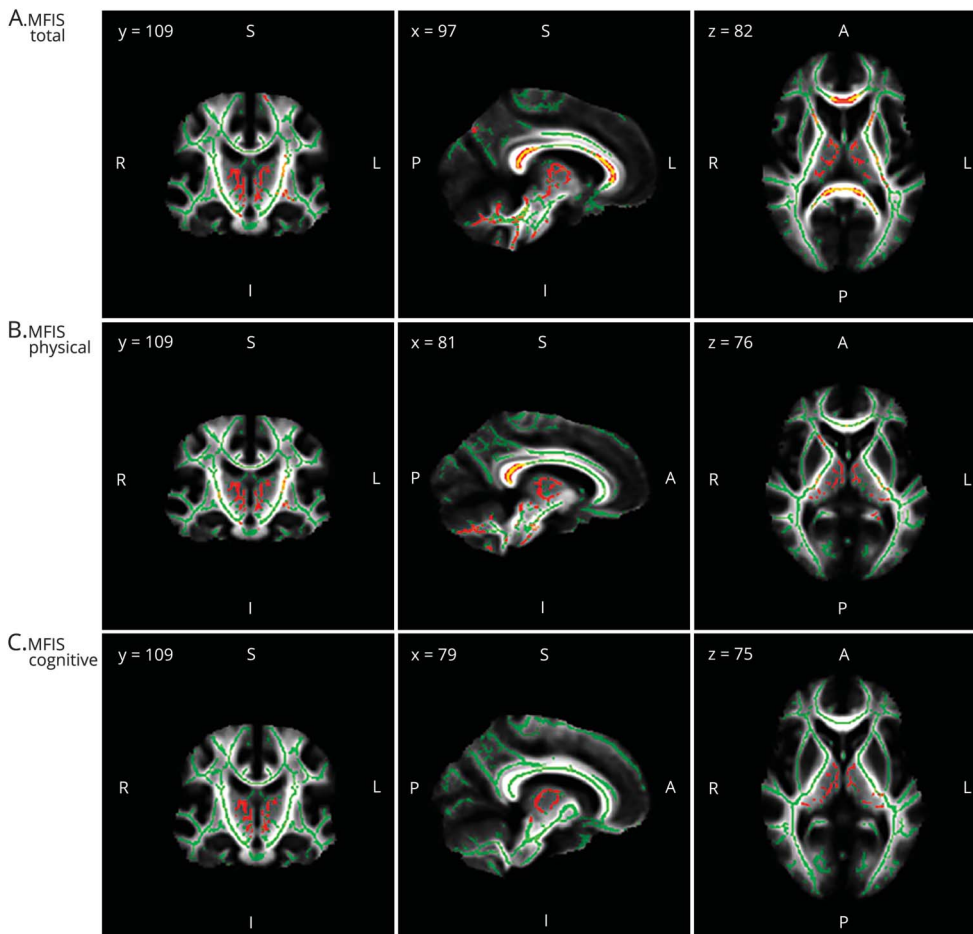 A. MFIS
total
y = 109
S
R
L
I
x = 97
S
P
L
I
z = 82
A
R
L
P
B. MFIS
physical
y = 109
S
R
L
I
x = 81
S
P
A
I
z = 76
A
R
L
P
C. MFIS
cognitive
y = 109
S
R
L
I
x = 79
S
P
A
I
z = 75
A
R
L
P